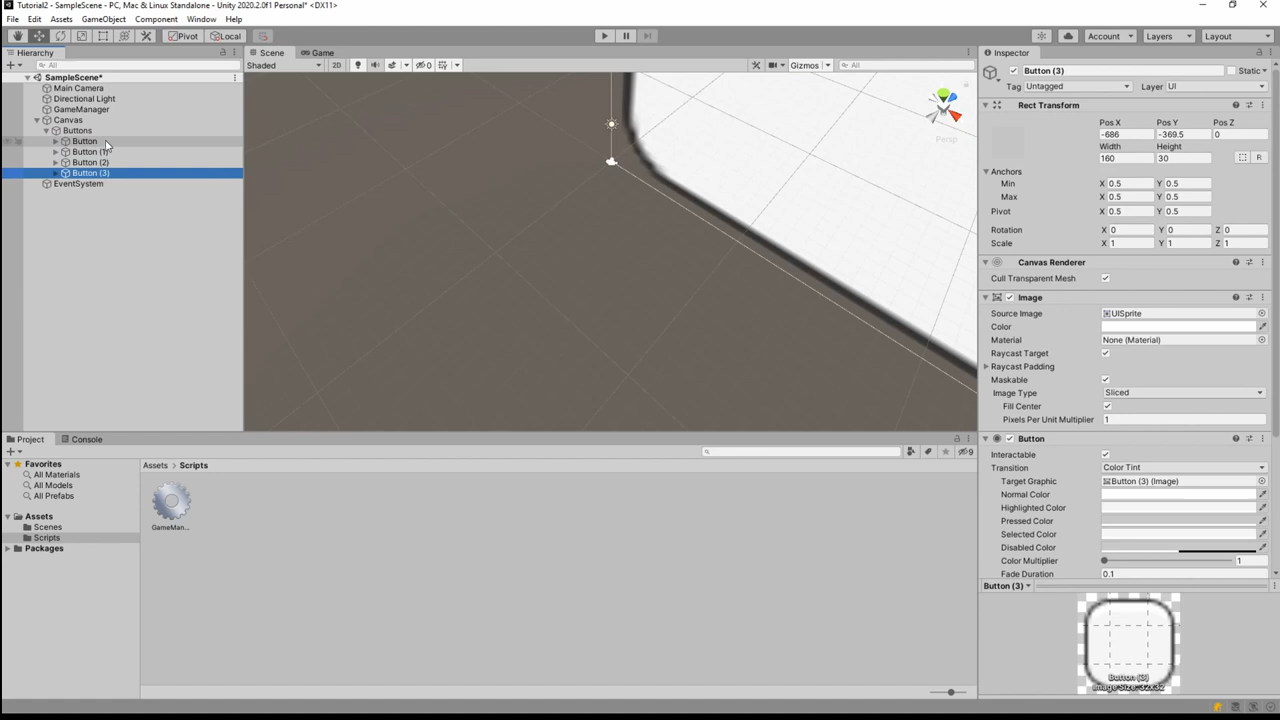 Tutorial2 - SampleScene - PC, Mac & Linux Standalone - Unity 2020.2.0f1 Personal* <DX11>
File Edit Assets GameObject Component Window Help
Pivot Local Account Layers Layout
Hierarchy
All
SampleScene*
Main Camera
Directional Light
GameManager
Canvas
Buttons
Button
Button (1)
Button (2)
Button (3)
EventSystem
Scene Game
Shaded 2D 0 Gizmos All
Persp
Inspector
Button (3) Static
Tag Untagged Layer UI
Rect Transform
Pos X Pos Y Pos Z
-686 -369.5 0
Width Height
160 30 R
Anchors
Min X 0.5 Y 0.5
Max X 0.5 Y 0.5
Pivot X 0.5 Y 0.5
Rotation X 0 Y 0 Z 0
Scale X 1 Y 1 Z 1
Canvas Renderer
Cull Transparent Mesh
Image
Source Image UISprite
Color
Material None (Material)
Raycast Target
Raycast Padding
Maskable
Image Type Sliced
Fill Center
Pixels Per Unit Multiplier 1
Button
Interactable
Transition Color Tint
Target Graphic Button (3) (Image)
Normal Color
Highlighted Color
Pressed Color
Selected Color
Disabled Color
Color Multiplier 1
Fade Duration 0.1
Button (3)
Button (3)
Image Size: 32x32
Project Console
9
Favorites
All Materials
All Models
All Prefabs
Assets
Scenes
Scripts
Packages
Assets > Scripts
GameMan...